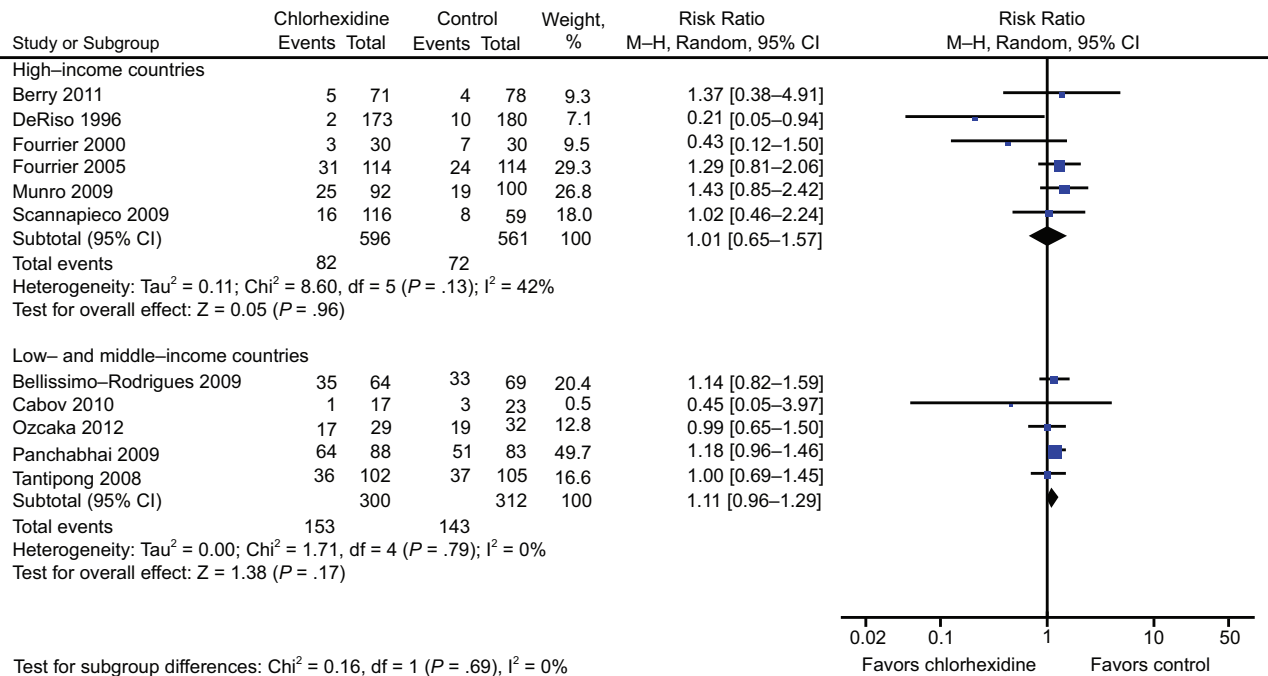 Chlorhexidine Control Weight, Risk Ratio Risk Ratio
Study or Subgroup Events Total Events Total % M–H, Random, 95% CI M–H, Random, 95% CI
High–income countries
Berry 2011 5 71 4 78 9.3 1.37 [0.38–4.91]
DeRiso 1996 2 173 10 180 7.1 0.21 [0.05–0.94]
Fourrier 2000 3 30 7 30 9.5 0.43 [0.12–1.50]
Fourrier 2005 31 114 24 114 29.3 1.29 [0.81–2.06]
Munro 2009 25 92 19 100 26.8 1.43 [0.85–2.42]
Scannapieco 2009 16 116 8 59 18.0 1.02 [0.46–2.24]
Subtotal (95% CI) 596 561 100 1.01 [0.65–1.57]
Total events 82 72
Heterogeneity: Tau² = 0.11; Chi² = 8.60, df = 5 (P = .13); I² = 42%
Test for overall effect: Z = 0.05 (P = .96)
Low– and middle–income countries
Bellissimo–Rodrigues 2009 35 64 33 69 20.4 1.14 [0.82–1.59]
Cabov 2010 1 17 3 23 0.5 0.45 [0.05–3.97]
Ozcaka 2012 17 29 19 32 12.8 0.99 [0.65–1.50]
Panchabhai 2009 64 88 51 83 49.7 1.18 [0.96–1.46]
Tantipong 2008 36 102 37 105 16.6 1.00 [0.69–1.45]
Subtotal (95% CI) 300 312 100 1.11 [0.96–1.29]
Total events 153 143
Heterogeneity: Tau² = 0.00; Chi² = 1.71, df = 4 (P = .79); I² = 0%
Test for overall effect: Z = 1.38 (P = .17)
0.02 0.1 1 10 50
Test for subgroup differences: Chi² = 0.16, df = 1 (P = .69), I² = 0% Favors chlorhexidine Favors control